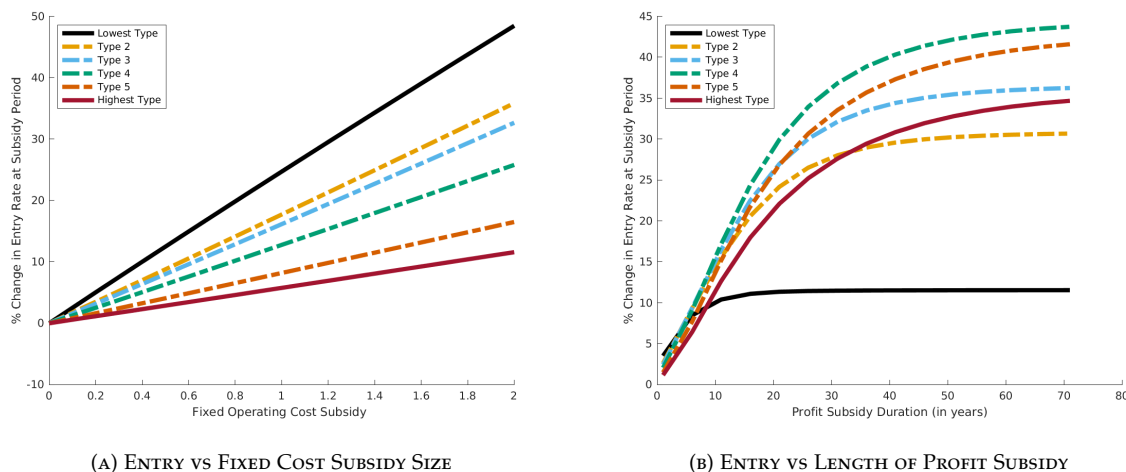 50
40
30
20
10
0
-10
% Change in Entry Rate at Subsidy Period
Lowest Type
Type 2
Type 3
Type 4
Type 5
Highest Type
0 0.2 0.4 0.6 0.8 1 1.2 1.4 1.6 1.8 2
Fixed Operating Cost Subsidy
(A) Entry vs Fixed Cost Subsidy Size
45
40
35
30
25
20
15
10
5
0
% Change in Entry Rate at Subsidy Period
Lowest Type
Type 2
Type 3
Type 4
Type 5
Highest Type
0 10 20 30 40 50 60 70 80
Profit Subsidy Duration (in years)
(B) Entry vs Length of Profit Subsidy